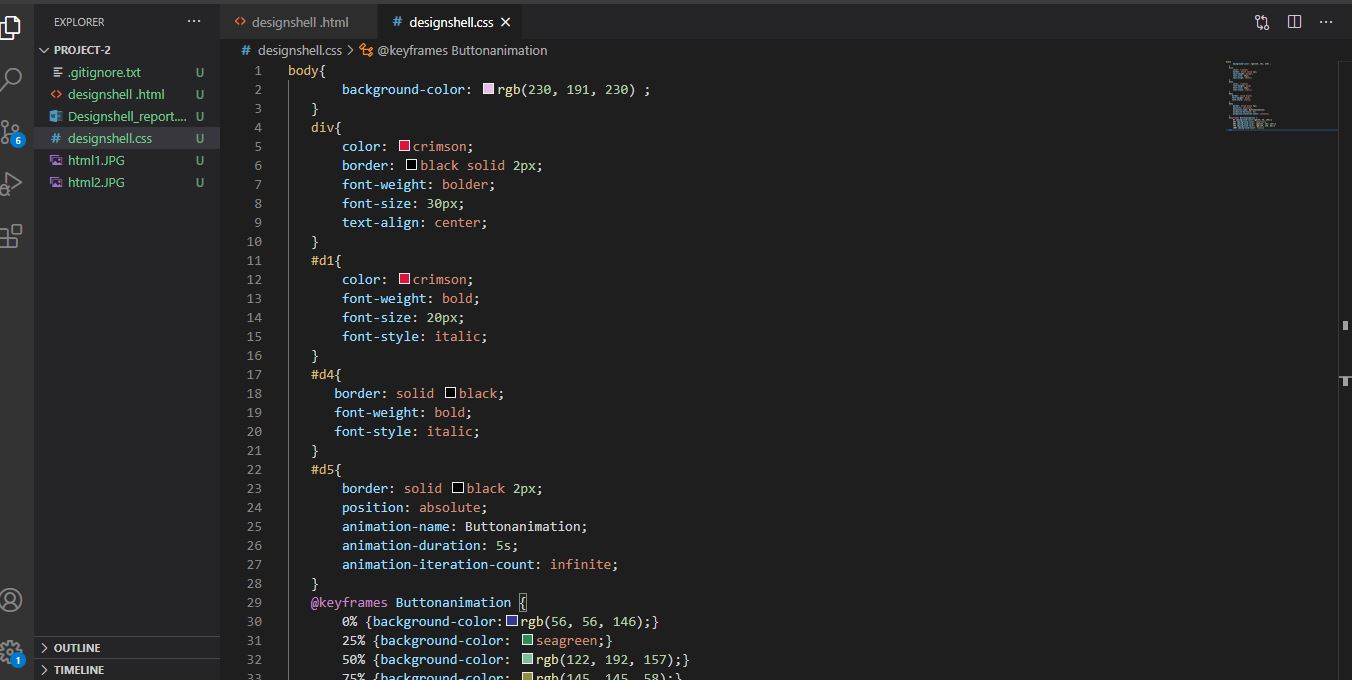 EXPLORER
PROJECT-2
.gitignore.txt U
designshell .html U
Designshell_report.... U
designshell.css U
html1.JPG U
html2.JPG U
6
1
OUTLINE
TIMELINE
designshell .html
designshell.css
designshell.css > @keyframes Buttonanimation
1 body{
2 background-color: rgb(230, 191, 230) ;
3 }
4 div{
5 color: crimson;
6 border: black solid 2px;
7 font-weight: bolder;
8 font-size: 30px;
9 text-align: center;
10 }
11 #d1{
12 color: crimson;
13 font-weight: bold;
14 font-size: 20px;
15 font-style: italic;
16 }
17 #d4{
18 border: solid black;
19 font-weight: bold;
20 font-style: italic;
21 }
22 #d5{
23 border: solid black 2px;
24 position: absolute;
25 animation-name: Buttonanimation;
26 animation-duration: 5s;
27 animation-iteration-count: infinite;
28 }
29 @keyframes Buttonanimation {
30 0% {background-color: rgb(56, 56, 146);}
31 25% {background-color: seagreen;}
32 50% {background-color: rgb(122, 192, 157);}
33 75% {background-color: rgb(145, 145, 58);}